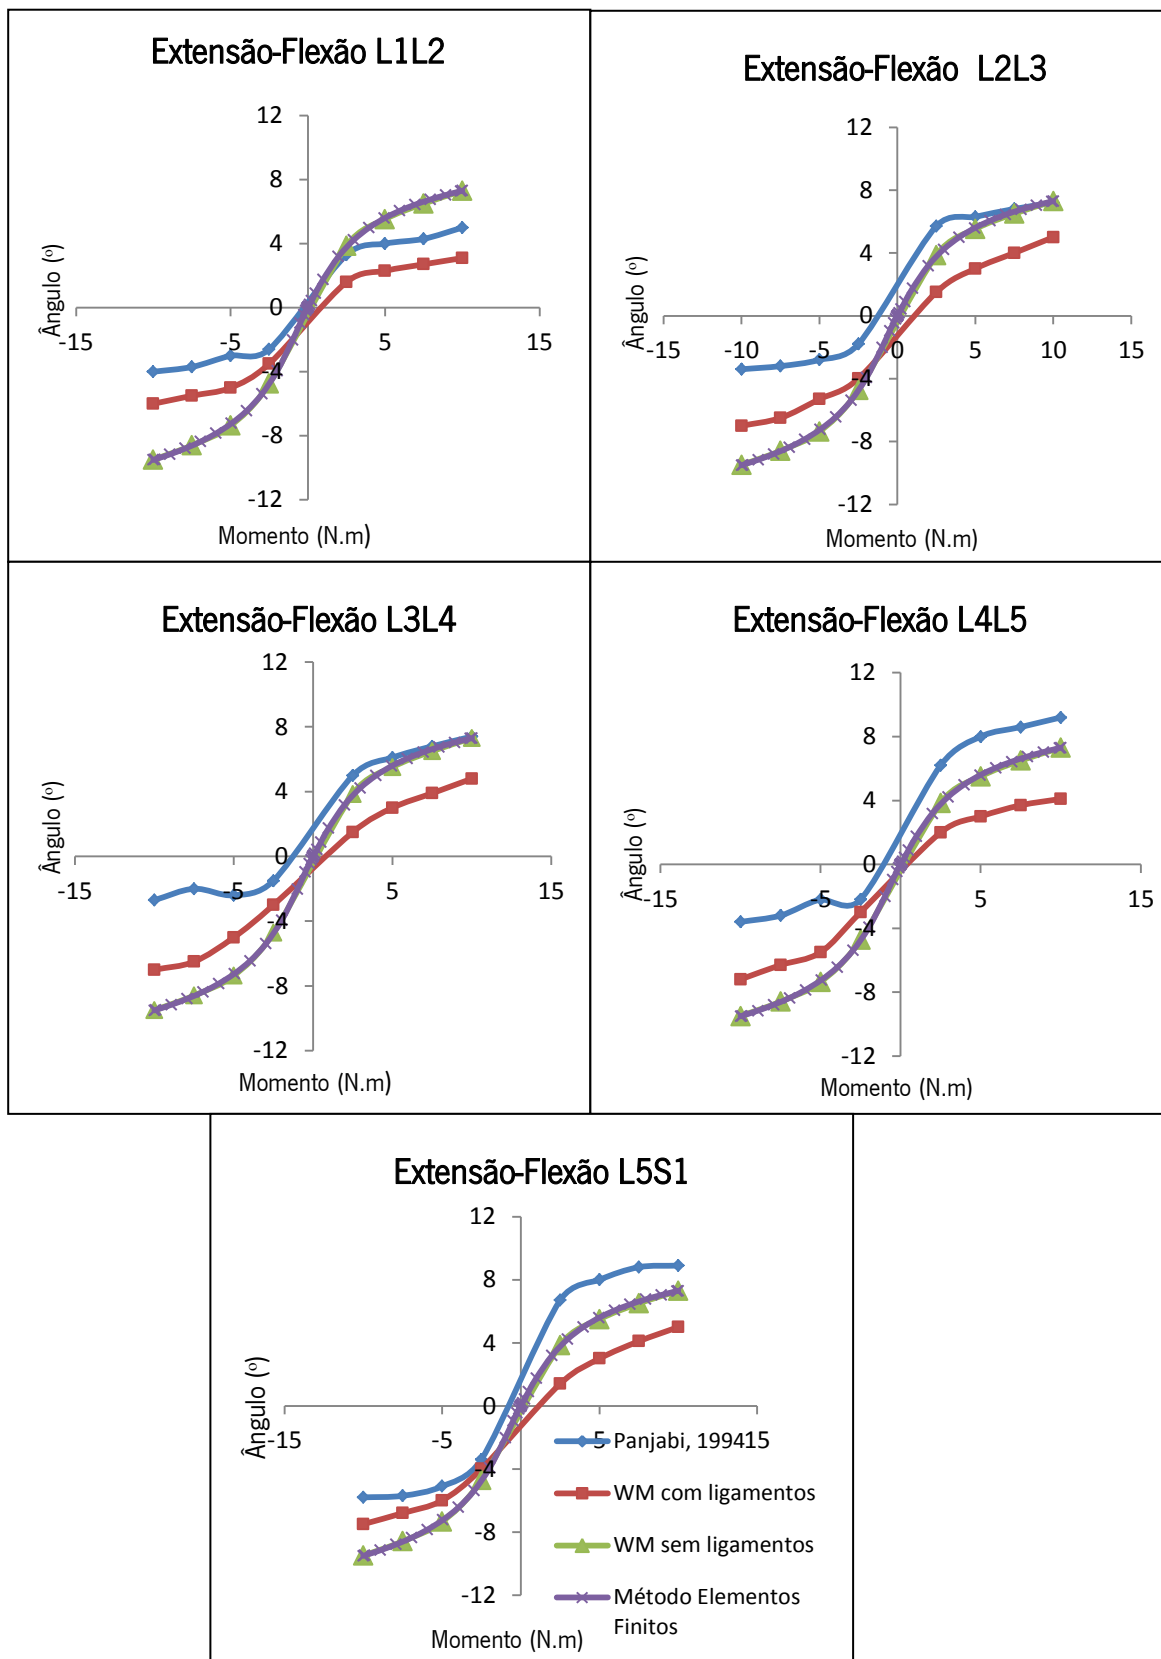 Extensão-Flexão L1L2
12
8
4
0
-15
-5
5
15
-4
-8
-12
Ângulo (º)
Momento (N.m)
Extensão-Flexão L2L3
12
8
4
0
-15
-10
-5
0
5
10
15
-4
-8
-12
Ângulo (º)
Momento (N.m)
Extensão-Flexão L3L4
12
8
4
0
-15
-5
5
15
-4
-8
-12
Ângulo (º)
Momento (N.m)
Extensão-Flexão L4L5
12
8
4
0
-15
-5
5
15
-4
-8
-12
Ângulo (º)
Momento (N.m)
Extensão-Flexão L5S1
12
8
4
0
-15
-5
5
15
-4
-8
-12
Ângulo (º)
Momento (N.m)
Panjabi, 1994
WM com ligamentos
WM sem ligamentos
Método Elementos
Finitos